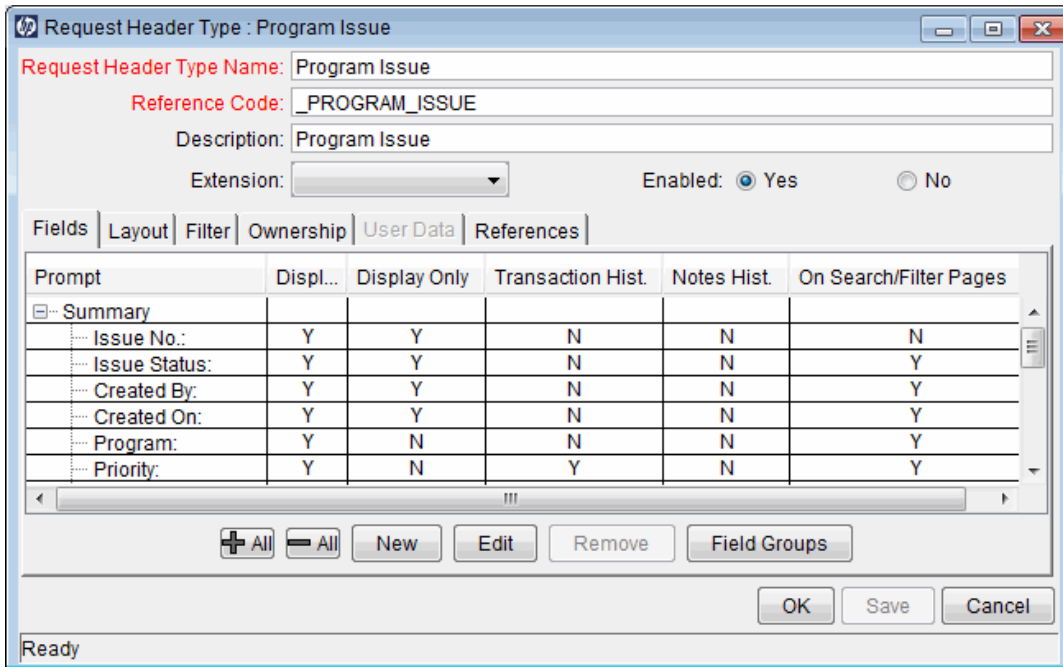 Request Header Type : Program Issue
Request Header Type Name: Program Issue
Reference Code: _PROGRAM_ISSUE
Description: Program Issue
Extension: Enabled: Yes No
Fields Layout Filter Ownership User Data References
Prompt Displ... Display Only Transaction Hist. Notes Hist. On Search/Filter Pages
Summary
Issue No.: Y Y N N N
Issue Status: Y Y N N Y
Created By: Y Y N N Y
Created On: Y Y N N Y
Program: Y N N N Y
Priority: Y N Y N Y
All All New Edit Remove Field Groups
OK Save Cancel
Ready